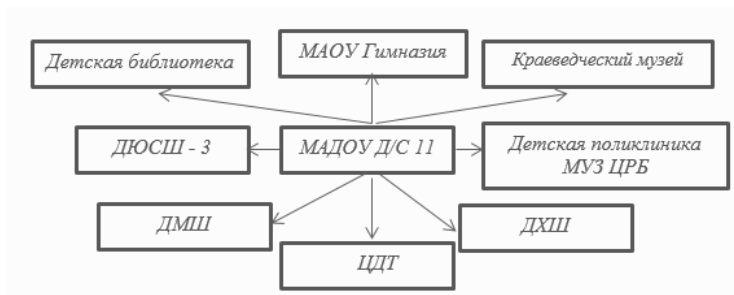 Детская библиотека
МАОУ Гимназия
Краеведческий музей
ДЮСШ - 3
МАДОУ Д/С 11
Детская поликлиника
МУЗ ЦРБ
ДМШ
ЦДТ
ДХШ